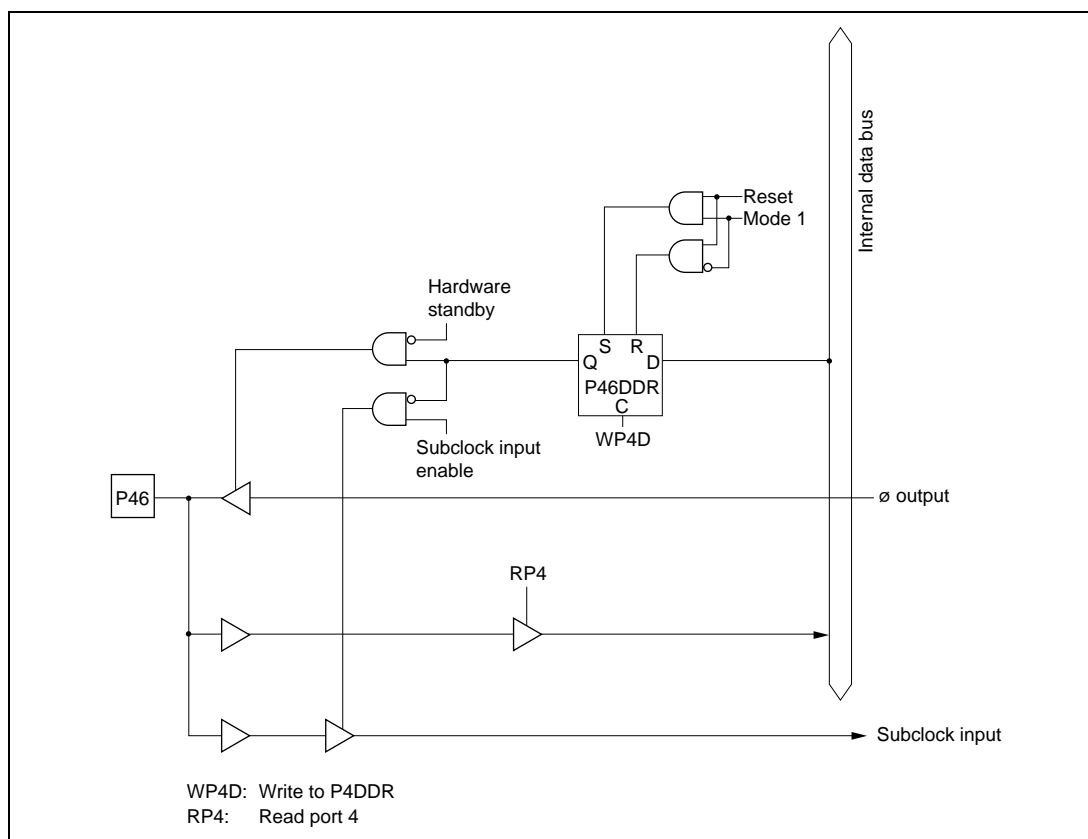 Internal data bus
Reset
Mode 1
Hardware
standby
S R
Q D
P46DDR
C
WP4D
Subclock input
enable
P46
ø output
RP4
Subclock input
WP4D: Write to P4DDR
RP4: Read port 4